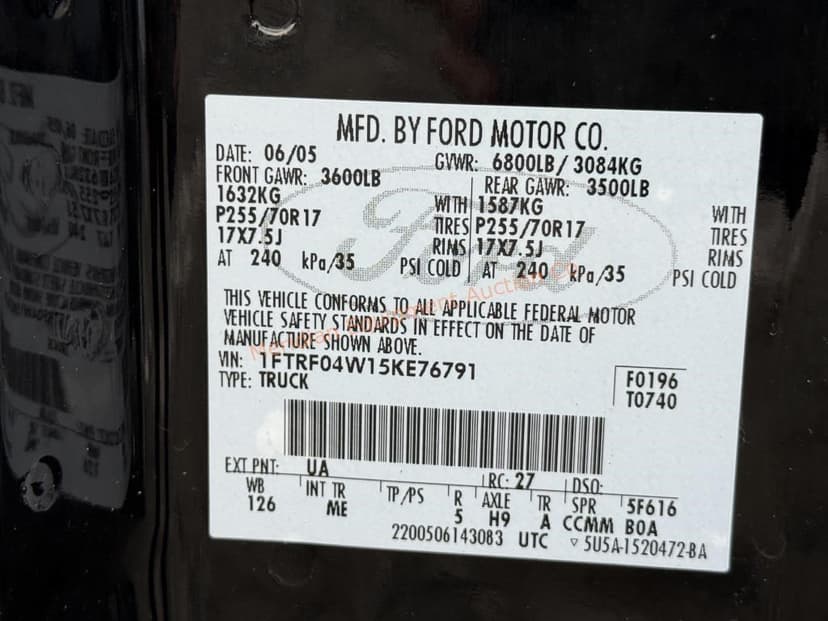 MFD. BY FORD MOTOR CO.
DATE: 06/05 GVWR: 6800LB/ 3084KG
FRONT GAWR: 3600LB REAR GAWR: 3500LB
1632KG WITH 1587KG WITH
P255/70R17 TIRES P255/70R17 TIRES
17X7.5J RIMS 17X7.5J RIMS
AT 240 kPa/35 PSI COLD AT 240 kPa/35 PSI COLD
Ford
THIS VEHICLE CONFORMS TO ALL APPLICABLE FEDERAL MOTOR
VEHICLE SAFETY STANDARDS IN EFFECT ON THE DATE OF
MANUFACTURE SHOWN ABOVE.
VIN: 1FTRF04W15KE76791 F0196
TYPE: TRUCK T0740
EXT PNT: UA RC: 27 DSO:
WB INT TR TP/PS R AXLE TR SPR 5F616
126 ME 5 H9 A CCMM B0A
2200506143083 UTC ▿ 5U5A-1520472-BA